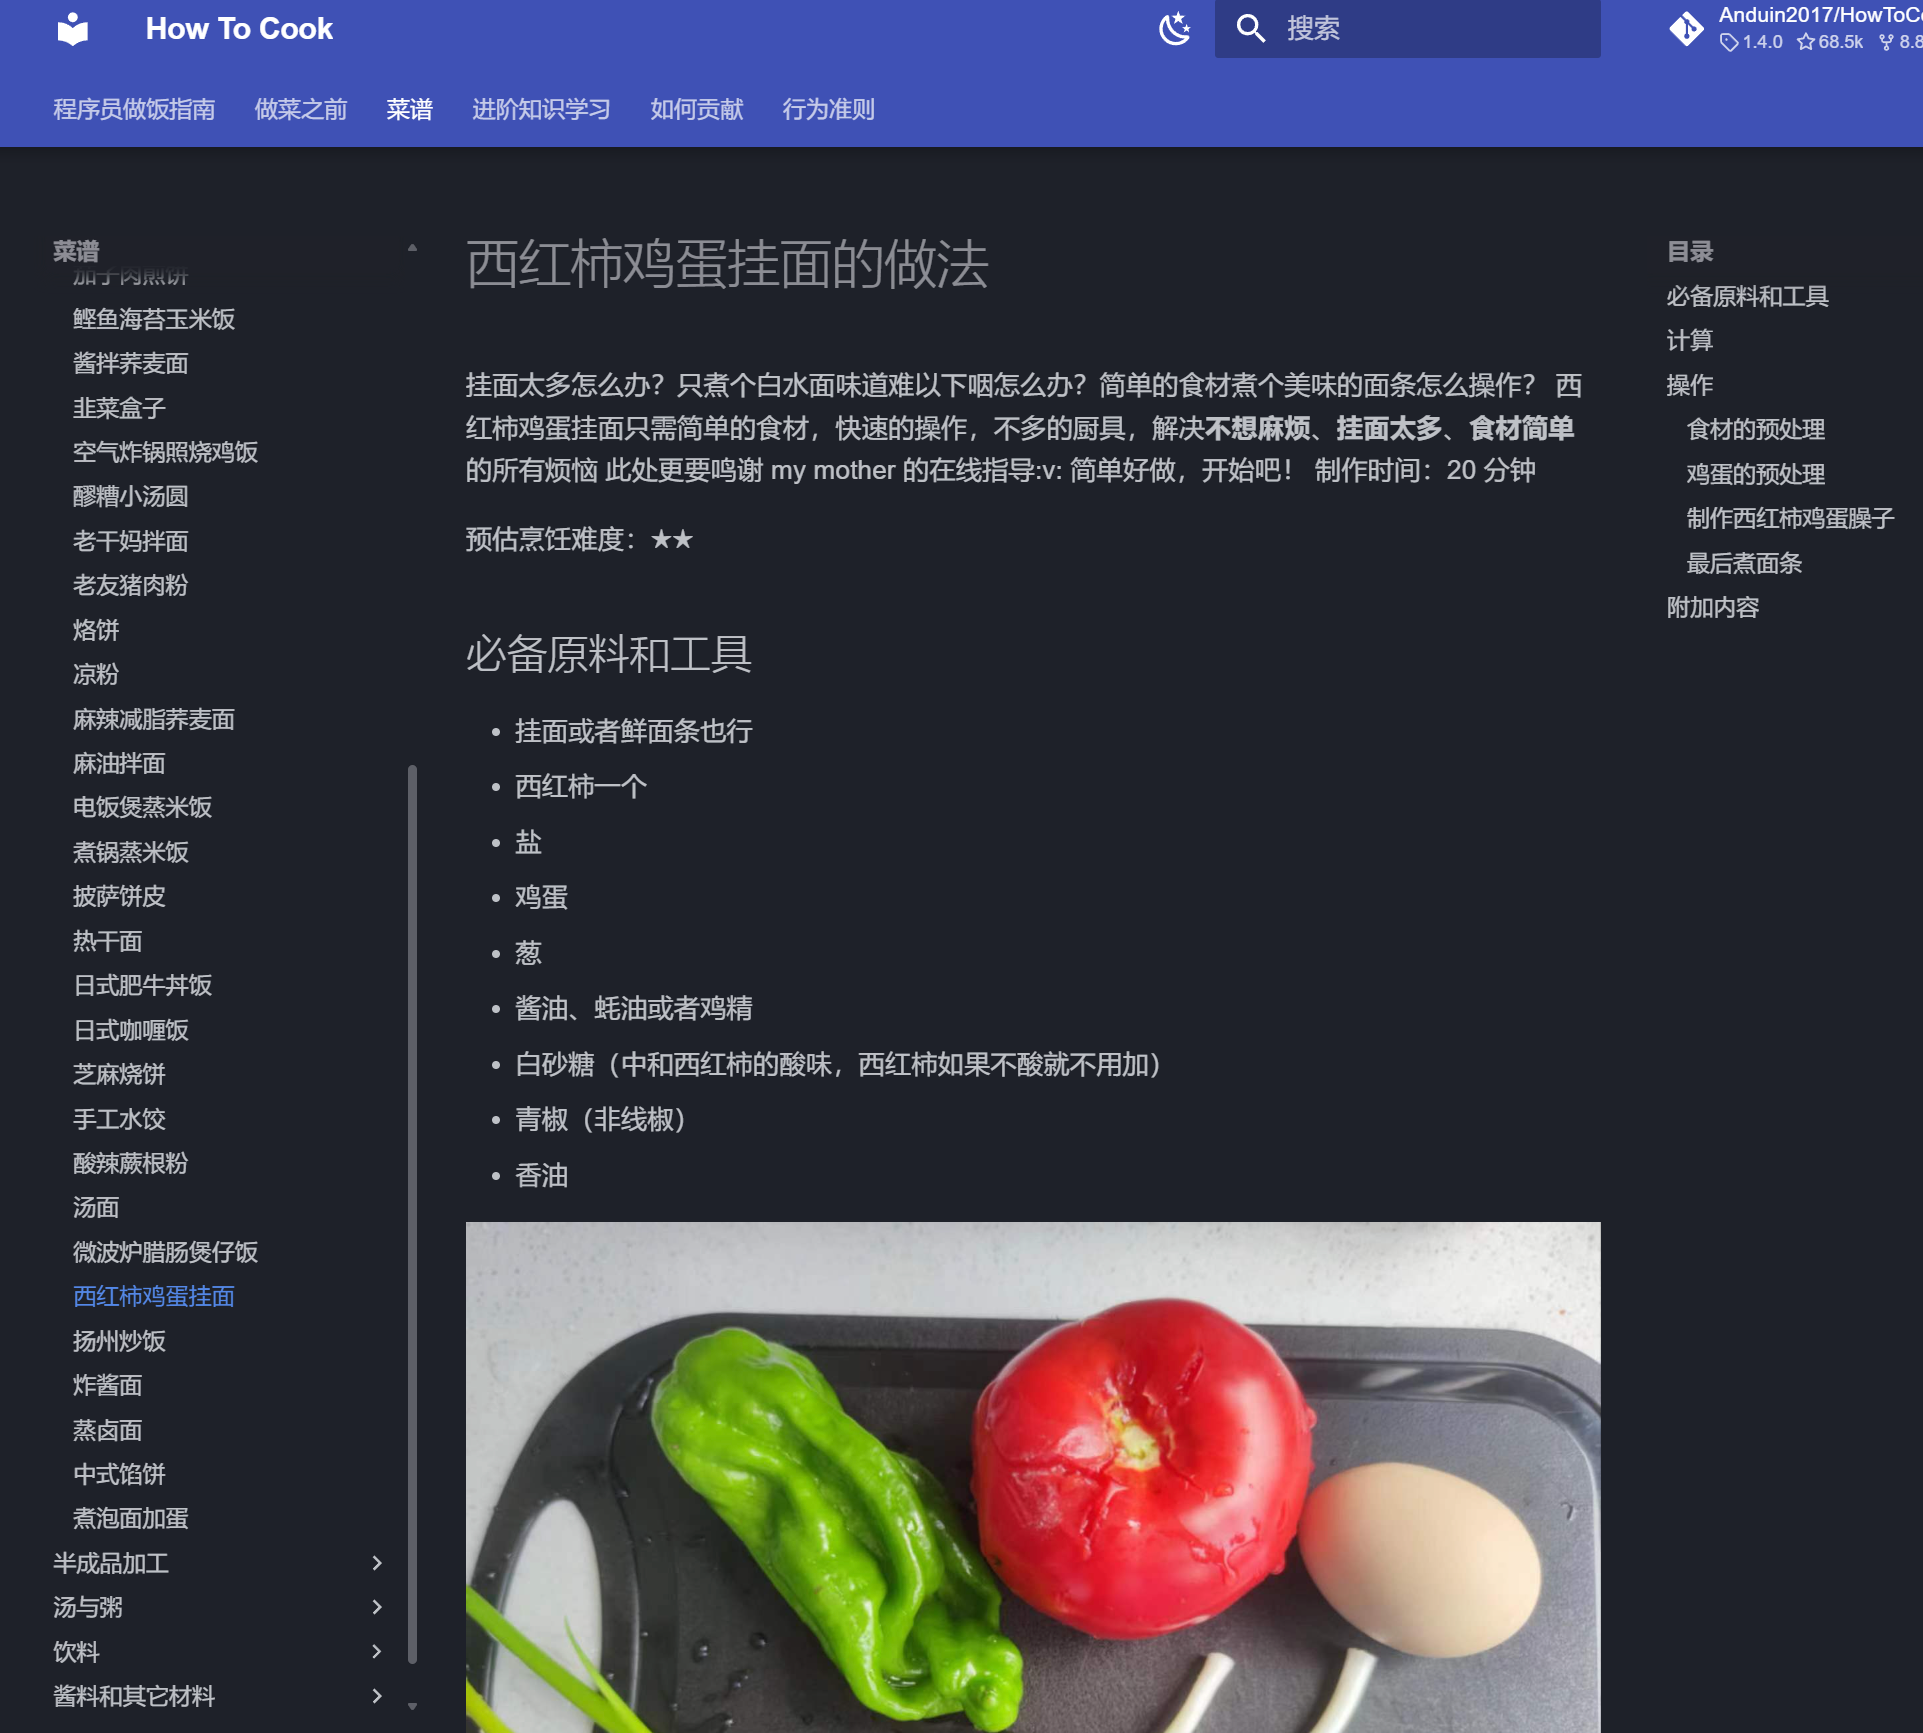 How To Cook
搜索
Anduin2017/HowToCo
1.4.0 68.5k 8.8
程序员做饭指南 做菜之前 菜谱 进阶知识学习 如何贡献 行为准则
菜谱
茄子肉煎饼
鲣鱼海苔玉米饭
酱拌荞麦面
韭菜盒子
空气炸锅照烧鸡饭
醪糟小汤圆
老干妈拌面
老友猪肉粉
烙饼
凉粉
麻辣减脂荞麦面
麻油拌面
电饭煲蒸米饭
煮锅蒸米饭
披萨饼皮
热干面
日式肥牛丼饭
日式咖喱饭
芝麻烧饼
手工水饺
酸辣蕨根粉
汤面
微波炉腊肠煲仔饭
西红柿鸡蛋挂面
扬州炒饭
炸酱面
蒸卤面
中式馅饼
煮泡面加蛋
半成品加工
汤与粥
饮料
酱料和其它材料
西红柿鸡蛋挂面的做法
挂面太多怎么办？只煮个白水面味道难以下咽怎么办？简单的食材煮个美味的面条怎么操作？ 西
红柿鸡蛋挂面只需简单的食材，快速的操作，不多的厨具，解决不想麻烦、挂面太多、食材简单
的所有烦恼 此处更要鸣谢 my mother 的在线指导:v: 简单好做，开始吧！ 制作时间：20 分钟
预估烹饪难度：★★
必备原料和工具
• 挂面或者鲜面条也行
• 西红柿一个
• 盐
• 鸡蛋
• 葱
• 酱油、蚝油或者鸡精
• 白砂糖（中和西红柿的酸味，西红柿如果不酸就不用加）
• 青椒（非线椒）
• 香油
目录
必备原料和工具
计算
操作
食材的预处理
鸡蛋的预处理
制作西红柿鸡蛋臊子
最后煮面条
附加内容